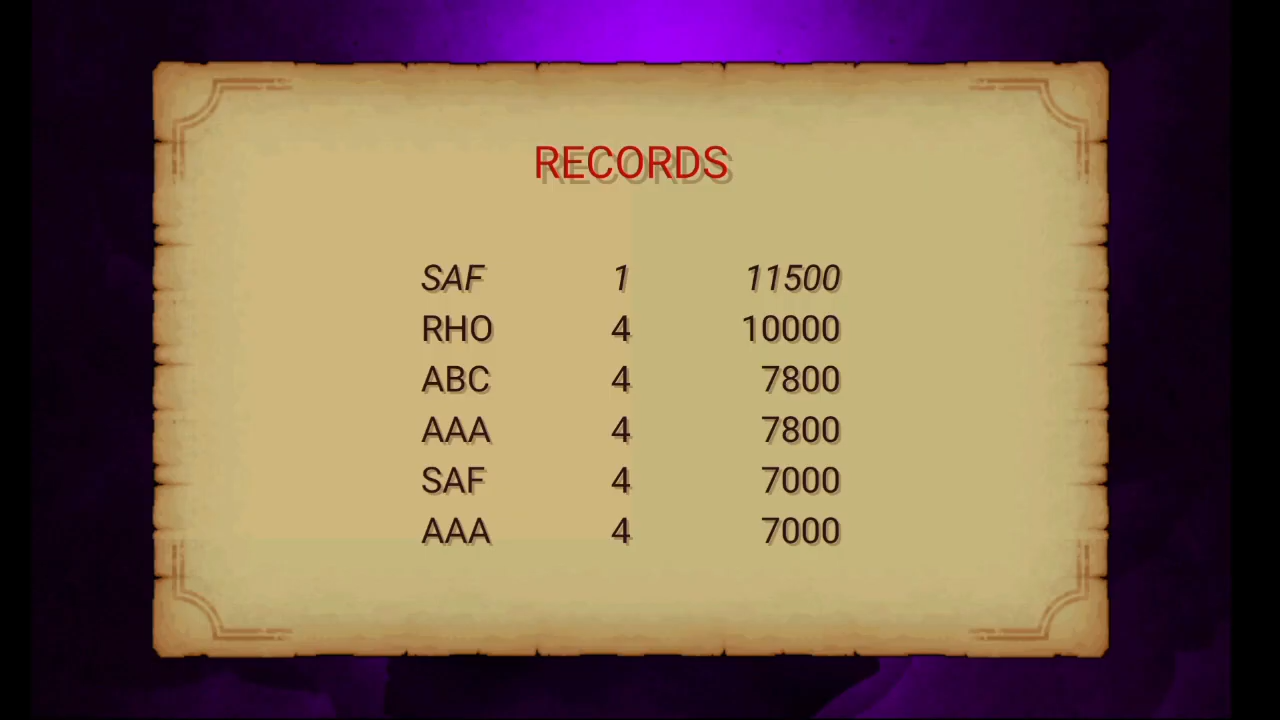 RECORDS
SAF 1 11500
RHO 4 10000
ABC 4 7800
AAA 4 7800
SAF 4 7000
AAA 4 7000